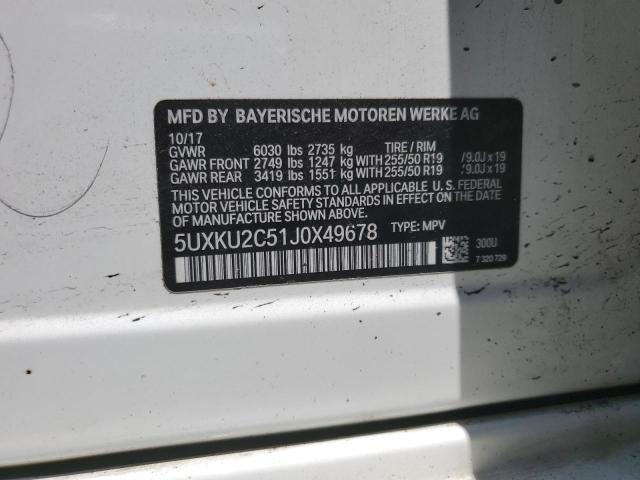 MFD BY BAYERISCHE MOTOREN WERKE AG
10/17
GVWR 6030 lbs 2735 kg TIRE / RIM
GAWR FRONT 2749 lbs 1247 kg WITH 255/50 R19 / 9.0J x 19
GAWR REAR 3419 lbs 1551 kg WITH 255/50 R19 / 9.0J x 19
THIS VEHICLE CONFORMS TO ALL APPLICABLE U.S. FEDERAL
MOTOR VEHICLE SAFETY STANDARDS IN EFFECT ON THE DATE
OF MANUFACTURE SHOWN ABOVE.
5UXKU2C51J0X49678 TYPE: MPV
300U
7 320 729